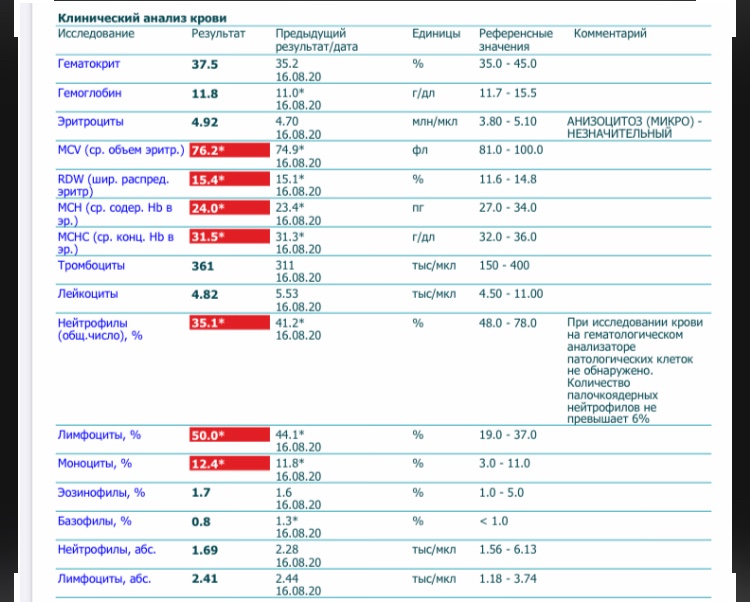 Клинический анализ крови
Исследование Результат Предыдущий результат/дата Единицы Референсные значения Комментарий
Гематокрит 37.5 35.2 16.08.20 % 35.0 - 45.0
Гемоглобин 11.8 11.0* 16.08.20 г/дл 11.7 - 15.5
Эритроциты 4.92 4.70 16.08.20 млн/мкл 3.80 - 5.10 АНИЗОЦИТОЗ (МИКРО) - НЕЗНАЧИТЕЛЬНЫЙ
MCV (ср. объем эритр.) 76.2* 74.9* 16.08.20 фл 81.0 - 100.0
RDW (шир. распред. эритр) 15.4* 15.1* 16.08.20 % 11.6 - 14.8
MCH (ср. содер. Hb в эр.) 24.0* 23.4* 16.08.20 пг 27.0 - 34.0
MCHC (ср. конц. Hb в эр.) 31.5* 31.3* 16.08.20 г/дл 32.0 - 36.0
Тромбоциты 361 311 16.08.20 тыс/мкл 150 - 400
Лейкоциты 4.82 5.53 16.08.20 тыс/мкл 4.50 - 11.00
Нейтрофилы (общ.число), % 35.1* 41.2* 16.08.20 % 48.0 - 78.0 При исследовании крови на гематологическом анализаторе патологических клеток не обнаружено. Количество палочкоядерных нейтрофилов не превышает 6%
Лимфоциты, % 50.0* 44.1* 16.08.20 % 19.0 - 37.0
Моноциты, % 12.4* 11.8* 16.08.20 % 3.0 - 11.0
Эозинофилы, % 1.7 1.6 16.08.20 % 1.0 - 5.0
Базофилы, % 0.8 1.3* 16.08.20 % < 1.0
Нейтрофилы, абс. 1.69 2.28 16.08.20 тыс/мкл 1.56 - 6.13
Лимфоциты, абс. 2.41 2.44 16.08.20 тыс/мкл 1.18 - 3.74